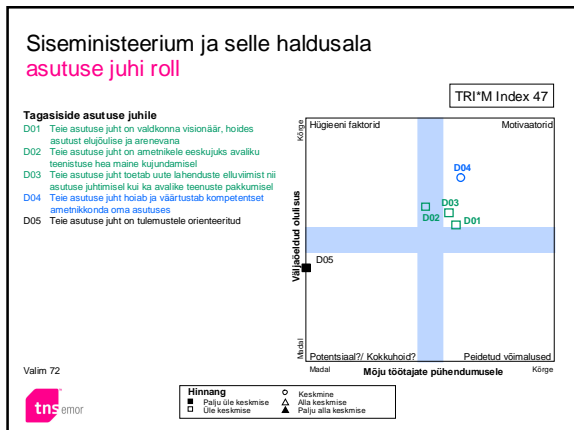 Siseministeerium ja selle haldusala
asutuse juhi roll
TRI*M Index 47
Tagasiside asutuse juhile
D01 Teie asutuse juht on valdkonna visionäär, hoides
asutust elujõulise ja arenevana
D02 Teie asutuse juht on ametnikele eeskujuks avaliku
teenistuse hea maine kujundamisel
D03 Teie asutuse juht toetab uute lahenduste elluviimist nii
asutuse juhtimisel kui ka avalike teenuste pakkumisel
D04 Teie asutuse juht hoiab ja väärtustab kompetentset
ametnikkonda oma asutuses
D05 Teie asutuse juht on tulemustele orienteeritud
Kõrge
Hügieeni faktorid
Motivaatorid
D04
D03
D02
D01
Väljaöeldud olulisus
D05
Madal
Potentsiaal?/ Kokkuhoid?
Peidetud võimalused
Madal
Mõju töötajate pühendumusele
Kõrge
Valim 72
Hinnang
Palju üle keskmise
Üle keskmise
Keskmine
Alla keskmise
Palju alla keskmise
tns emor